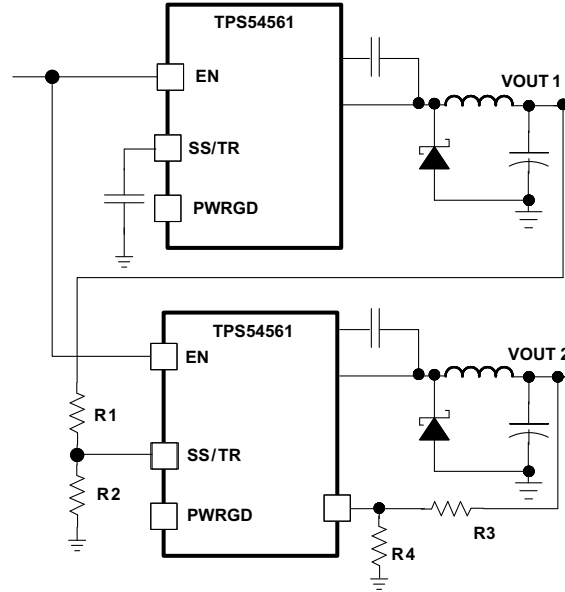 TPS54561
EN
VOUT 1
SS/TR
PWRGD
TPS54561
EN
VOUT 2
R1
SS/TR
R2
PWRGD
R3
R4